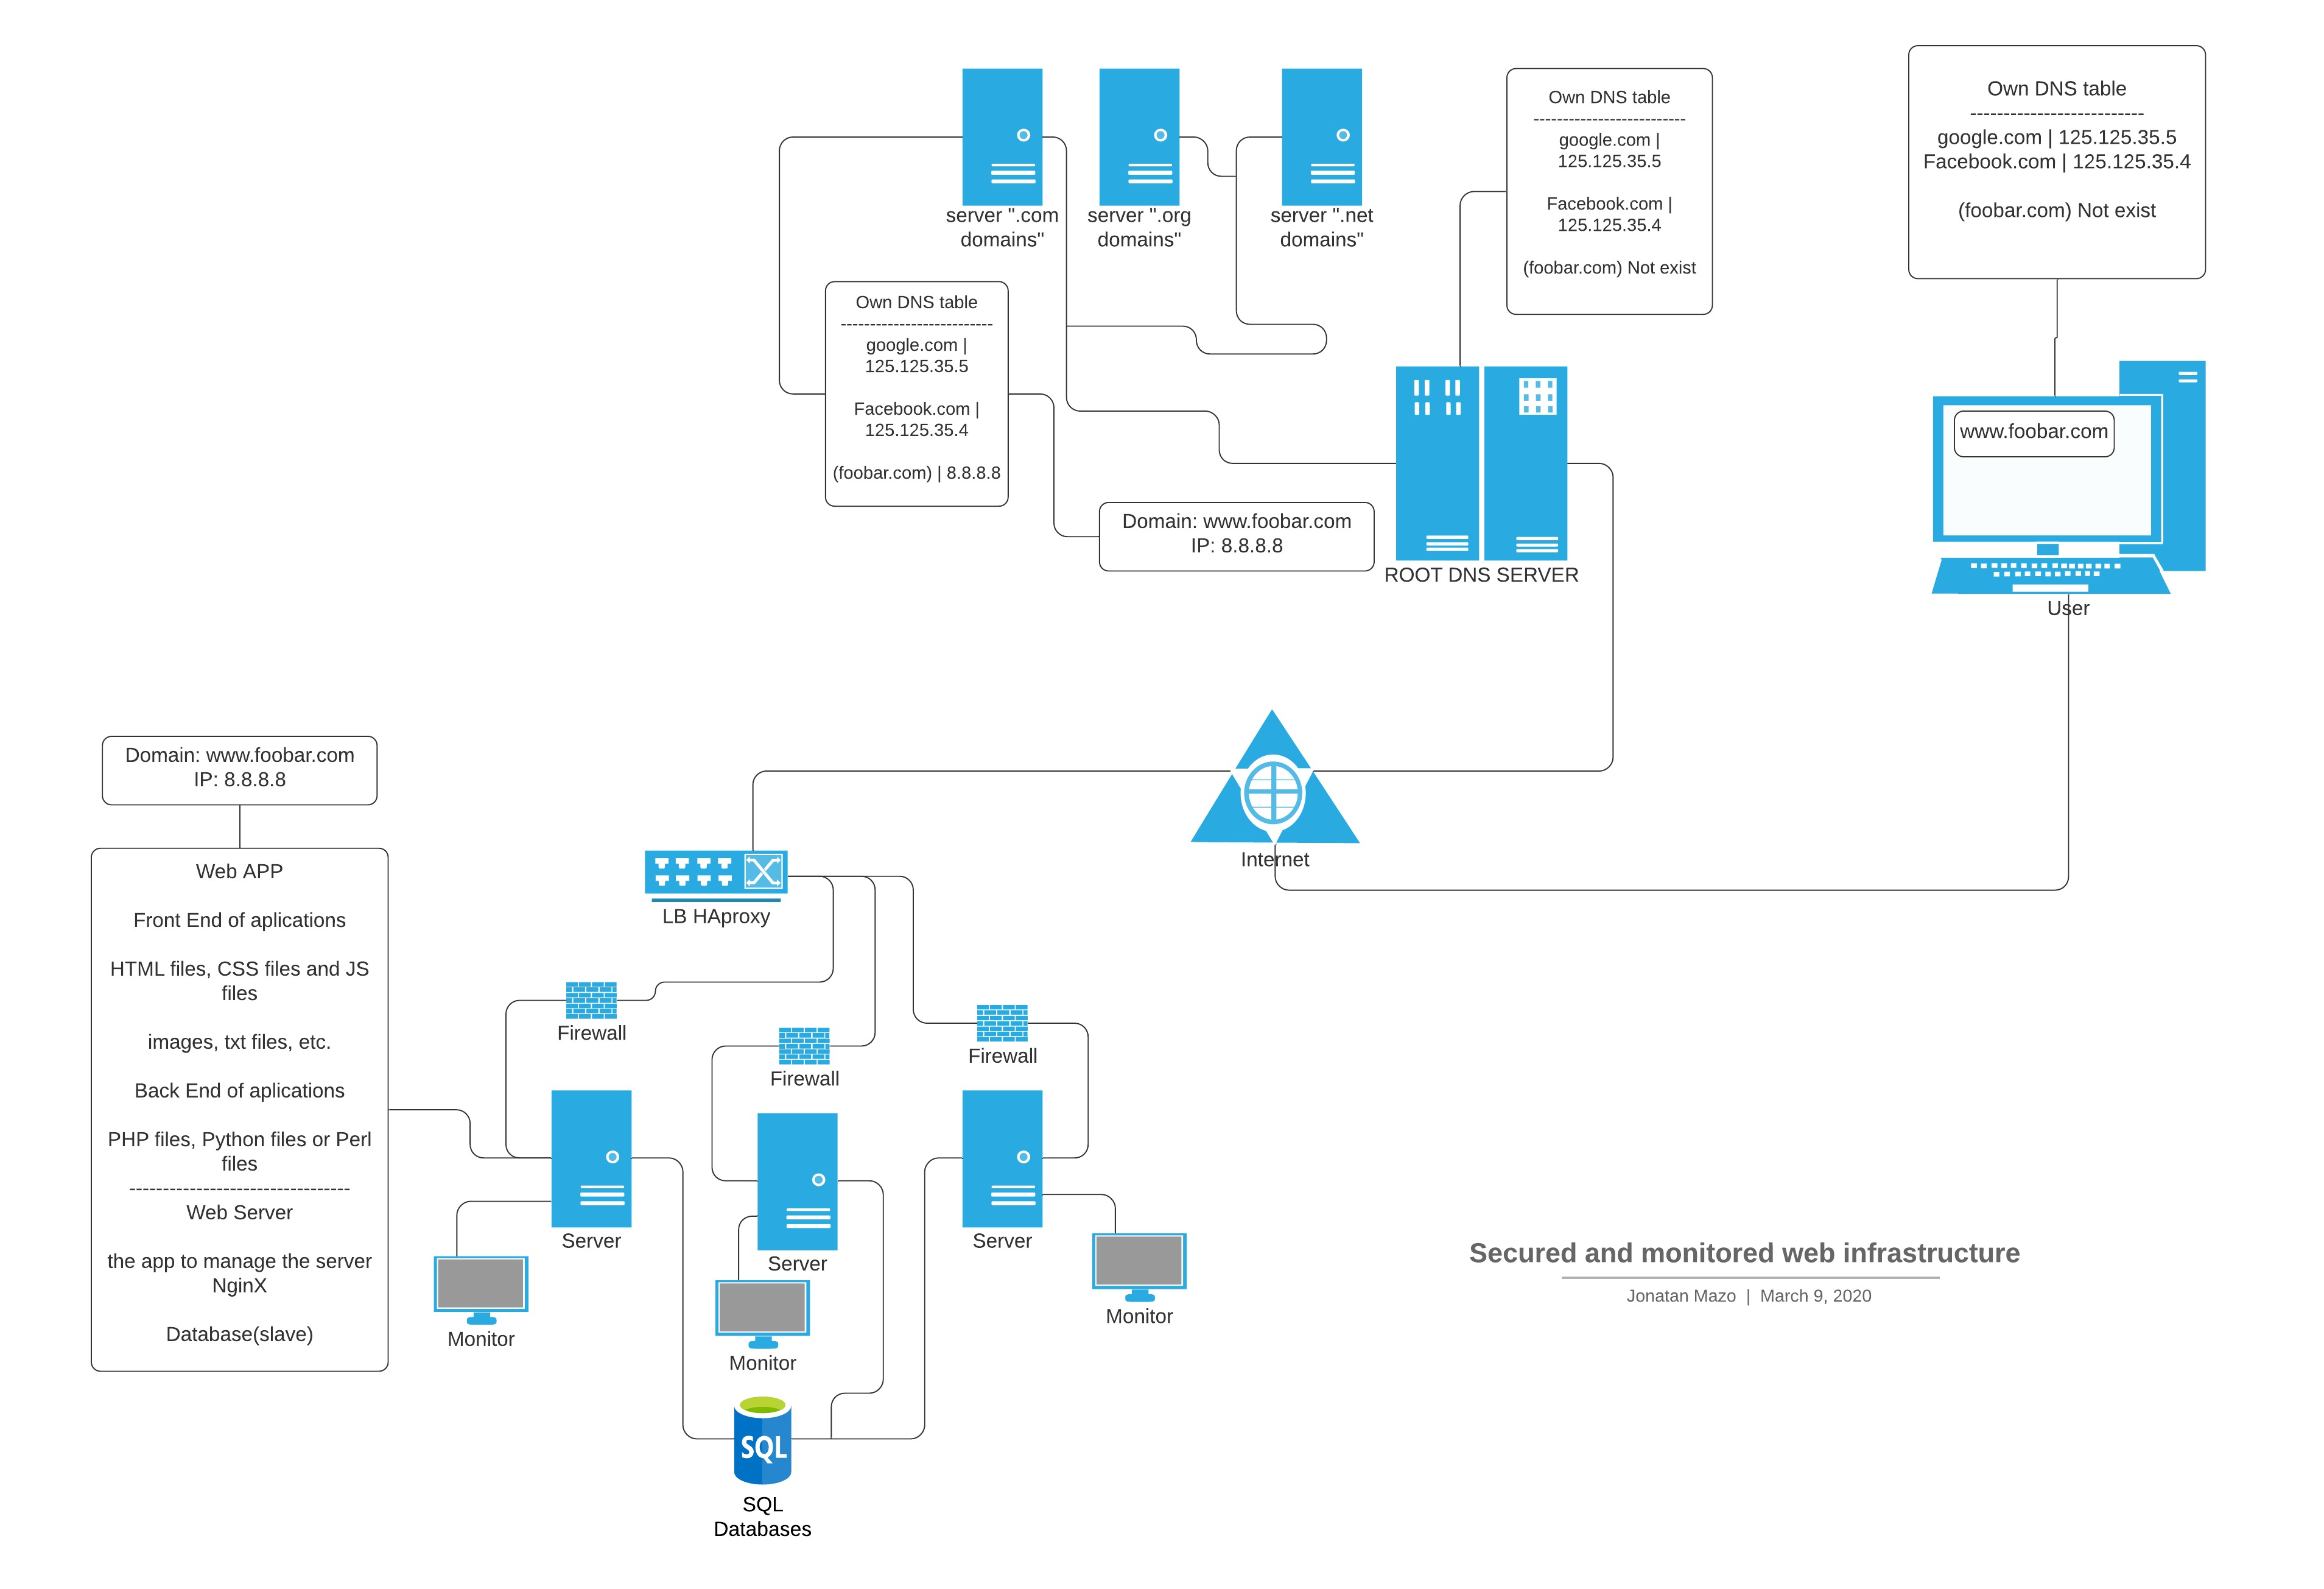 server ".com
domains"
server ".org
domains"
server ".net
domains"
Own DNS table
--------------------------
google.com |
125.125.35.5
Facebook.com |
125.125.35.4
(foobar.com) Not exist
Own DNS table
--------------------------
google.com | 125.125.35.5
Facebook.com | 125.125.35.4
(foobar.com) Not exist
Own DNS table
--------------------------
google.com |
125.125.35.5
Facebook.com |
125.125.35.4
(foobar.com) | 8.8.8.8
www.foobar.com
Domain: www.foobar.com
IP: 8.8.8.8
ROOT DNS SERVER
User
Internet
Domain: www.foobar.com
IP: 8.8.8.8
Web APP
Front End of aplications
HTML files, CSS files and JS
files
images, txt files, etc.
Back End of aplications
PHP files, Python files or Perl
files
---------------------------------
Web Server
the app to manage the server
NginX
Database(slave)
LB HAproxy
Firewall
Firewall
Firewall
Server
Server
Server
Monitor
Monitor
Monitor
SQL
SQL
Databases
Secured and monitored web infrastructure
Jonatan Mazo | March 9, 2020